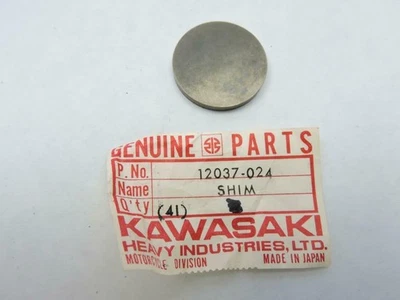 GENUINE PARTS
P. No. 12037-024
Name SHIM
Q'ty (41)
KAWASAKI
HEAVY INDUSTRIES, LTD.
MOTORCYCLE DIVISION MADE IN JAPAN